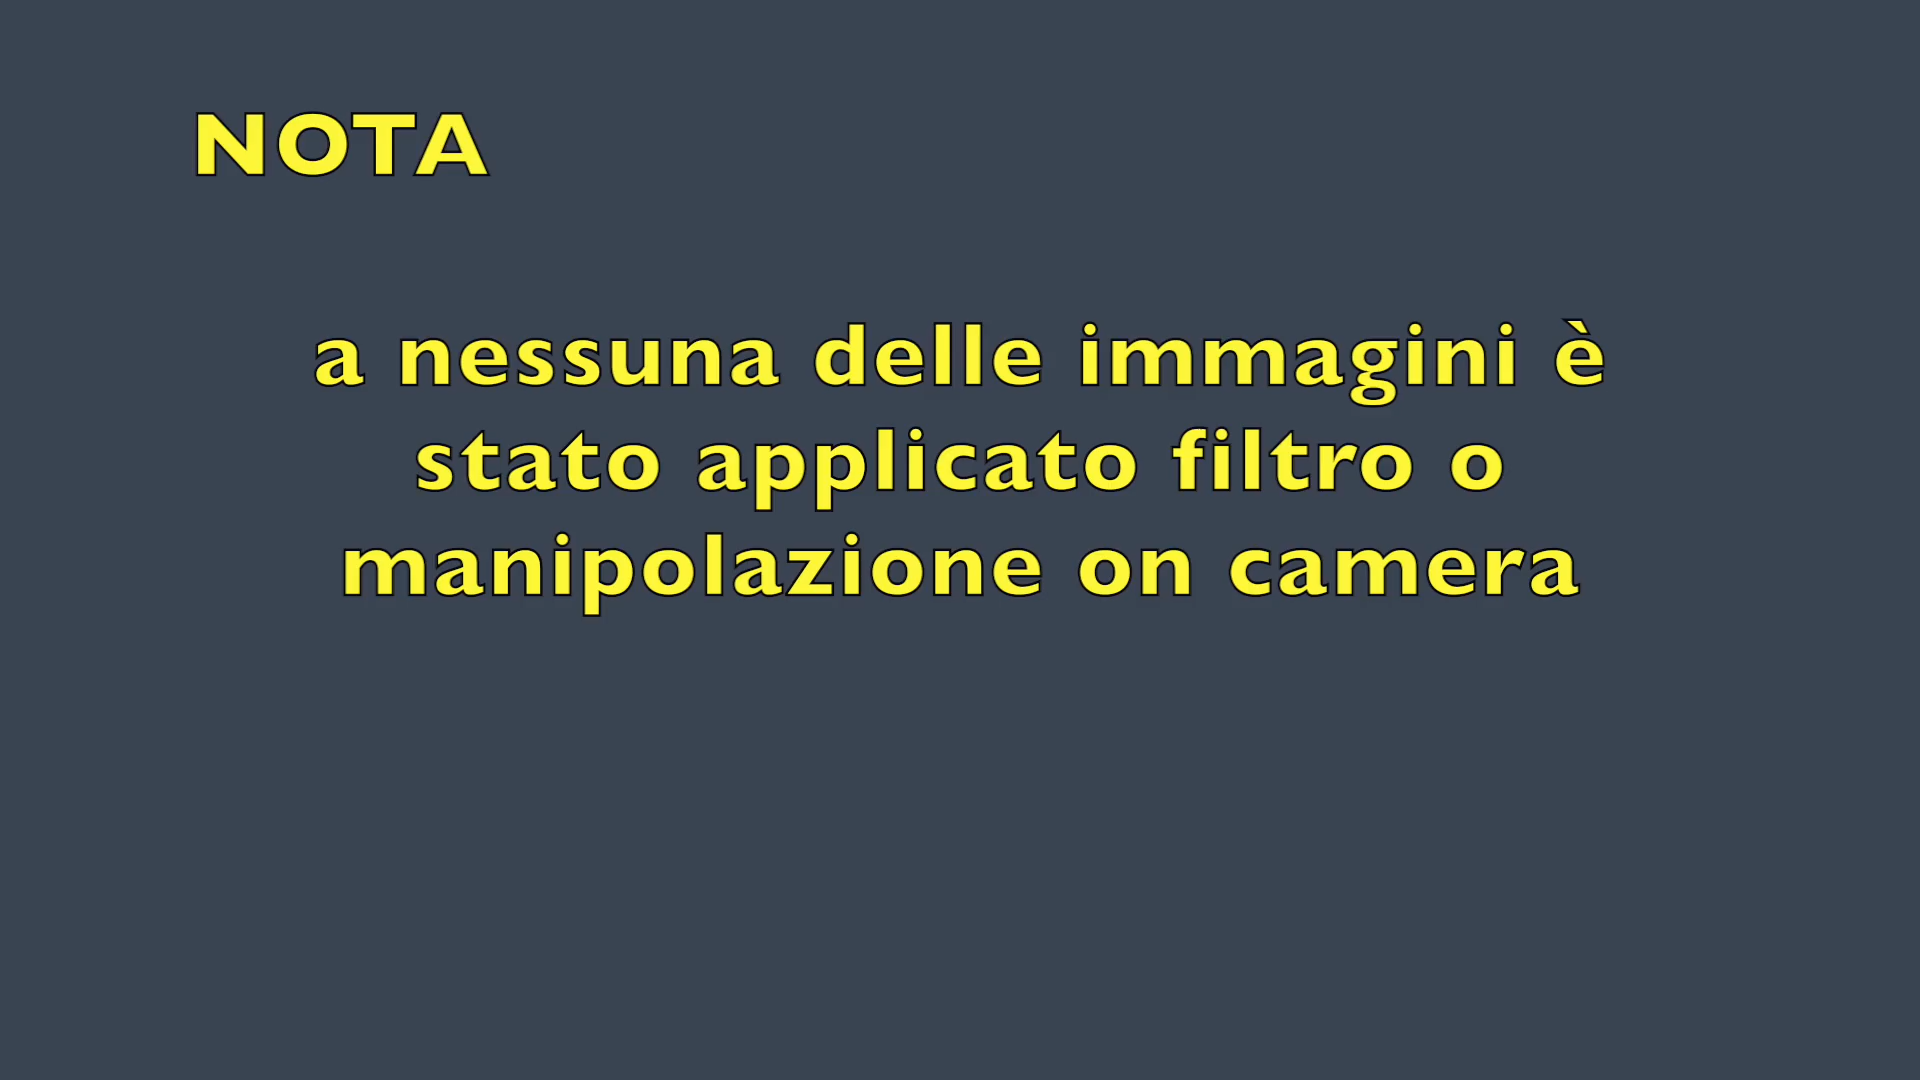 NOTA
a nessuna delle immagini è
stato applicato filtro o
manipolazione on camera